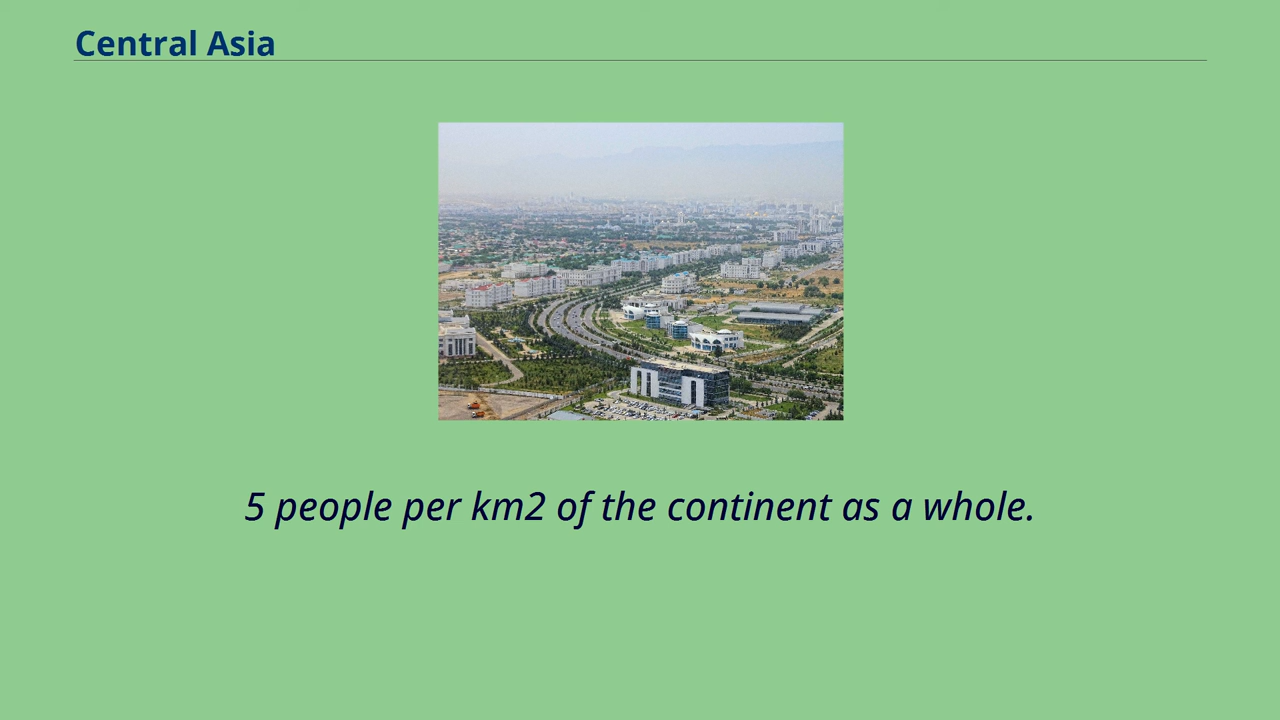 Central Asia
5 people per km2 of the continent as a whole.